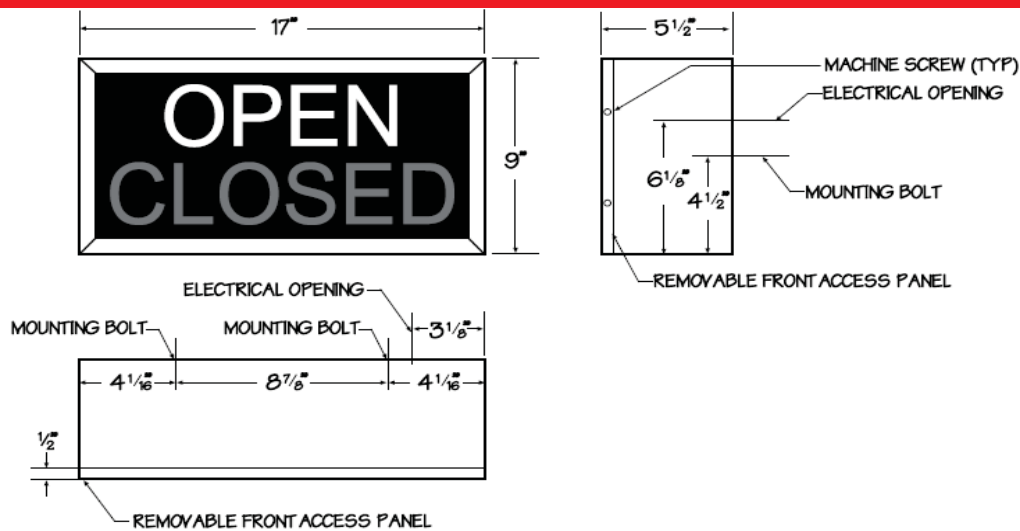 17"
5 1/2"
MACHINE SCREW (TYP)
ELECTRICAL OPENING
OPEN
CLOSED
9"
6 1/8"
4 1/2"
MOUNTING BOLT
REMOVABLE FRONT ACCESS PANEL
ELECTRICAL OPENING
MOUNTING BOLT
MOUNTING BOLT
3 1/8"
4 1/16"
8 7/8"
4 1/16"
1/2"
REMOVABLE FRONT ACCESS PANEL